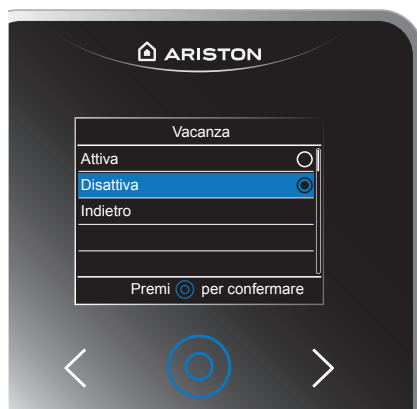 ARISTON
Vacanza
Attiva
Disattiva
Indietro
Premi per confermare